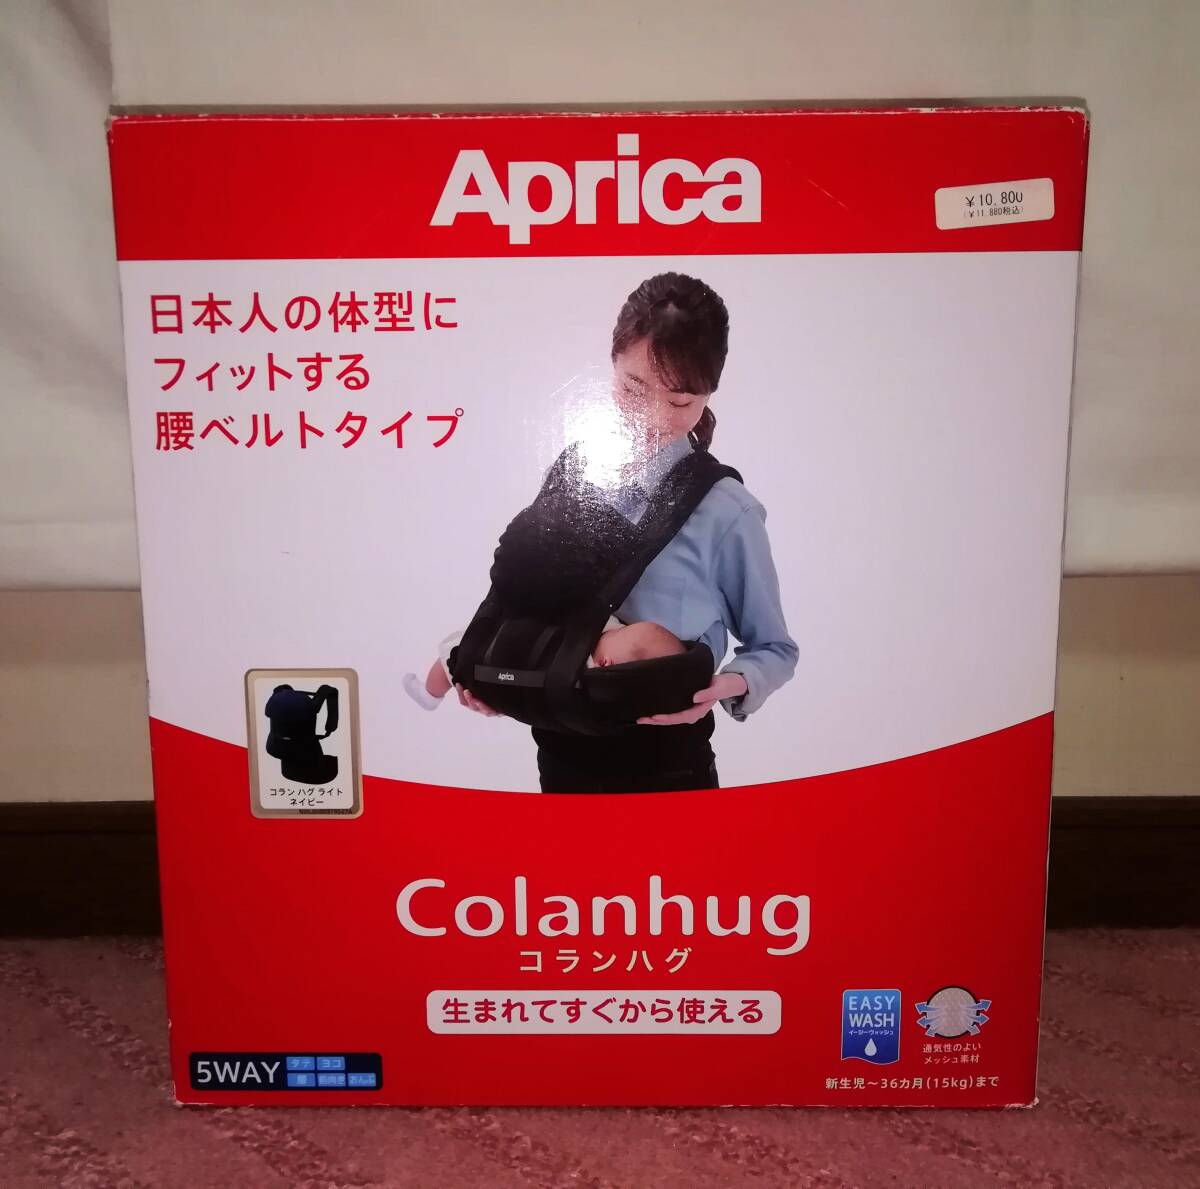 Aprica
￥10,800
(￥11,880税込)
日本人の体型に
フィットする
腰ベルトタイプ
Aprica
コラン ハグ ライト
ネイビー
Colanhug
コランハグ
生まれてすぐから使える
5WAY
タテ ヨコ
腰 前向き おんぶ
EASY
WASH
イージーウォッシュ
通気性のよい
メッシュ素材
新生児～36カ月(15kg)まで